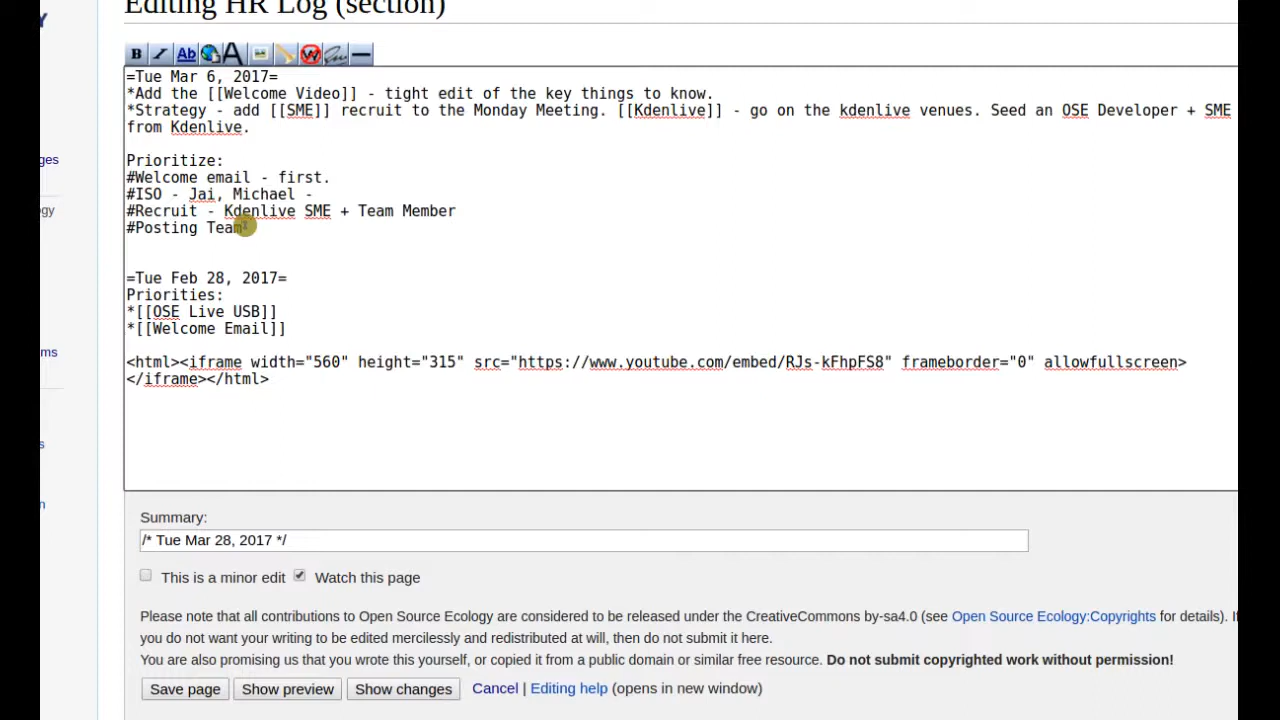 Editing HR Log (section)
B I Ab A
=Tue Mar 6, 2017=
*Add the [[Welcome Video]] - tight edit of the key things to know.
*Strategy - add [[SME]] recruit to the Monday Meeting. [[Kdenlive]] - go on the kdenlive venues. Seed an OSE Developer + SME
from Kdenlive.
ges
Prioritize:
#Welcome email - first.
#ISO - Jai, Michael -
gy
#Recruit - Kdenlive SME + Team Member
#Posting Team
=Tue Feb 28, 2017=
Priorities:
*[[OSE Live USB]]
*[[Welcome Email]]
ms
<html><iframe width="560" height="315" src="https://www.youtube.com/embed/RJs-kFhpFS8" frameborder="0" allowfullscreen>
</iframe></html>
s
n
Summary:
/* Tue Mar 28, 2017 */
This is a minor edit Watch this page
Please note that all contributions to Open Source Ecology are considered to be released under the CreativeCommons by-sa4.0 (see Open Source Ecology:Copyrights for details). If
you do not want your writing to be edited mercilessly and redistributed at will, then do not submit it here.
You are also promising us that you wrote this yourself, or copied it from a public domain or similar free resource. Do not submit copyrighted work without permission!
Save page Show preview Show changes Cancel | Editing help (opens in new window)